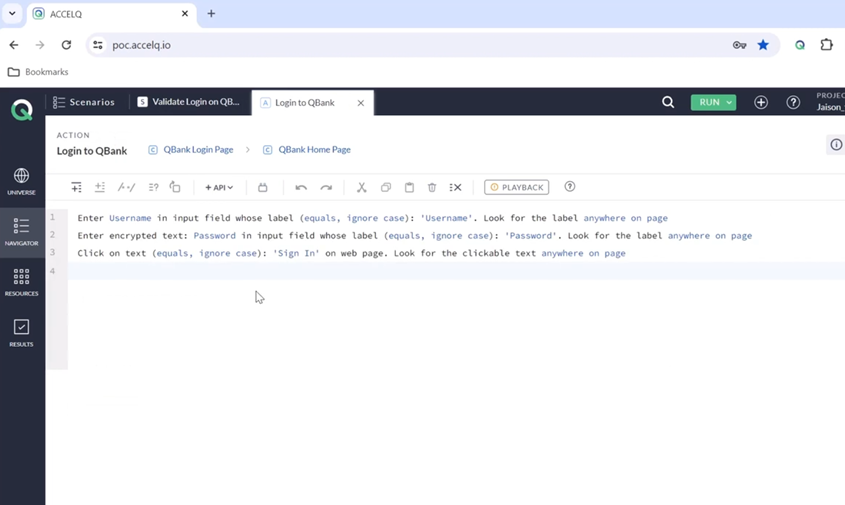 ACCELQ
poc.accelq.io
Bookmarks
Scenarios
S Validate Login on QB...
A Login to QBank
RUN
PROJEC
Jaison_
ACTION
Login to QBank
C QBank Login Page > C QBank Home Page
+ API
PLAYBACK
UNIVERSE
NAVIGATOR
RESOURCES
RESULTS
1 Enter Username in input field whose label (equals, ignore case): 'Username'. Look for the label anywhere on page
2 Enter encrypted text: Password in input field whose label (equals, ignore case): 'Password'. Look for the label anywhere on page
3 Click on text (equals, ignore case): 'Sign In' on web page. Look for the clickable text anywhere on page
4